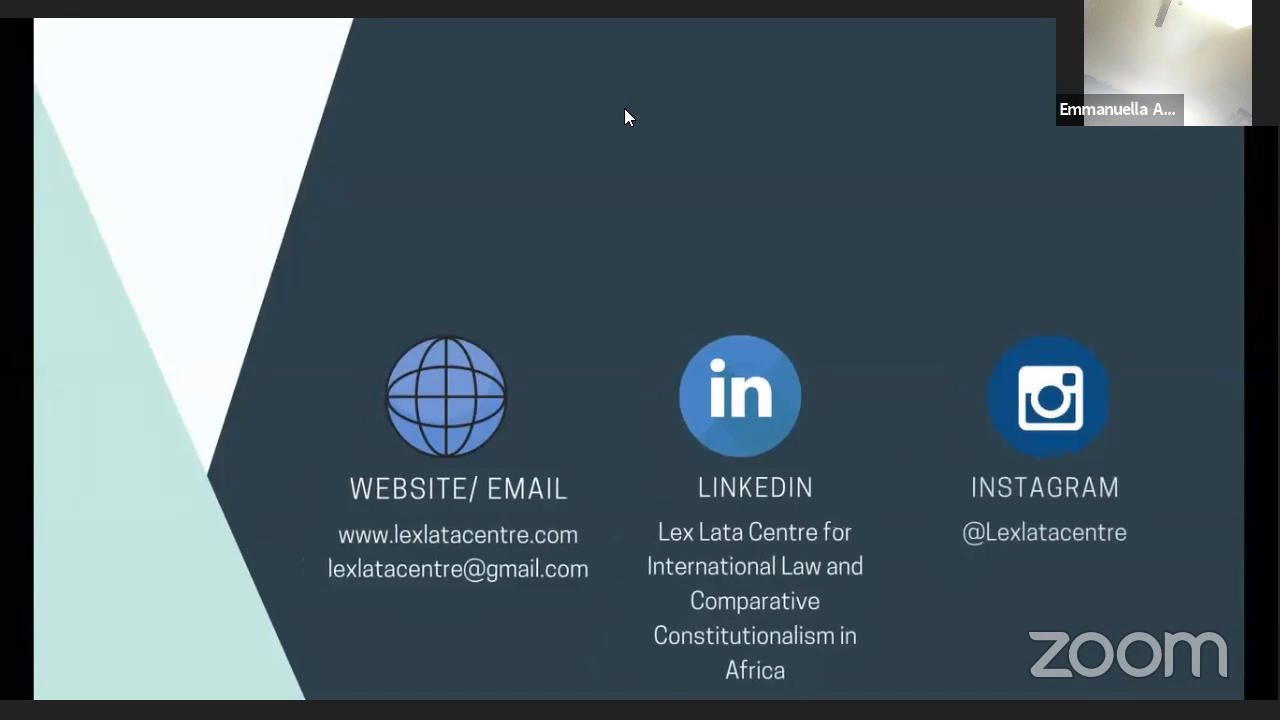 Emmanuella A...
in
WEBSITE/ EMAIL
www.lexlatacentre.com
lexlatacentre@gmail.com
LINKEDIN
Lex Lata Centre for
International Law and
Comparative
Constitutionalism in
Africa
INSTAGRAM
@Lexlatacentre
zoom